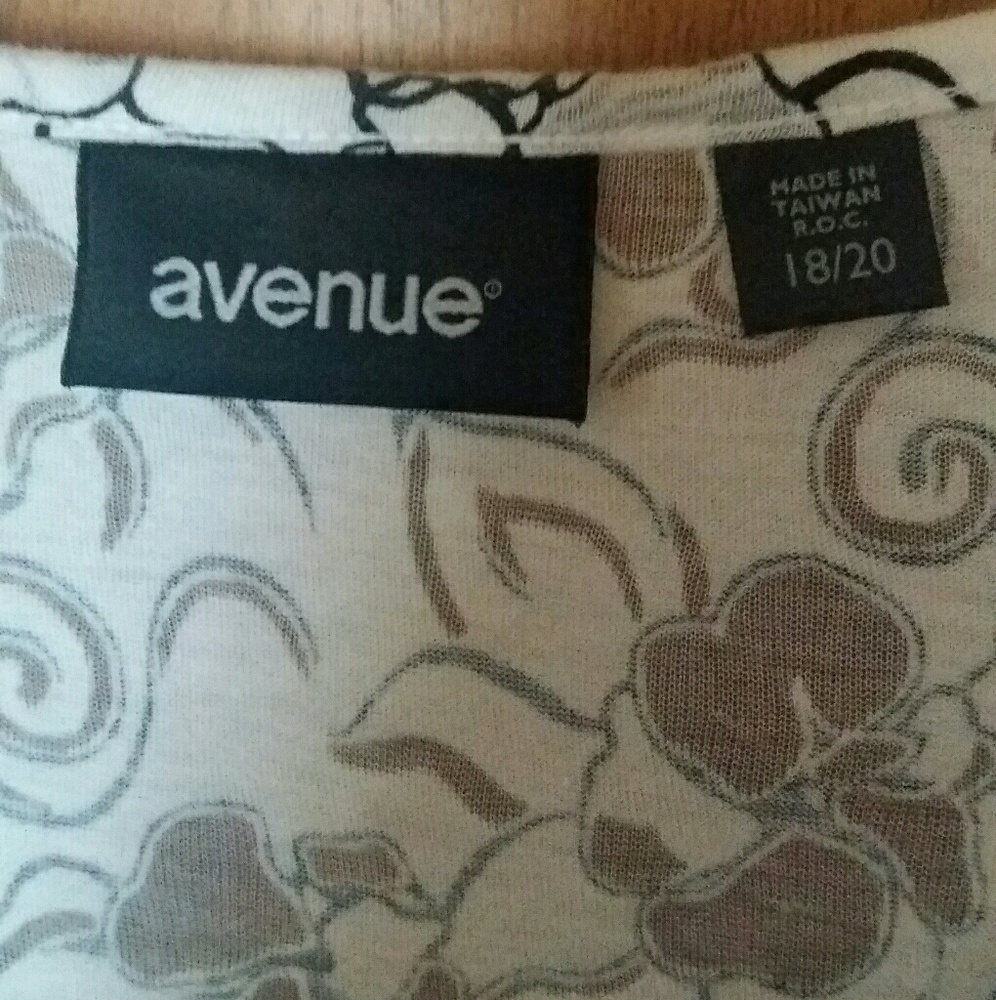 avenue®
MADE IN
TAIWAN
R.O.C.
18/20